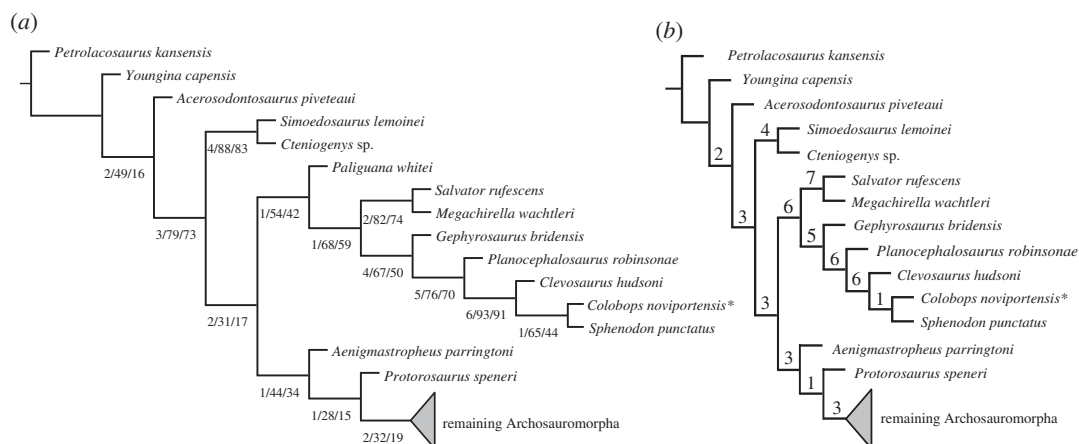 (a)
Petrolacosaurus kansensis
Youngina capensis
Acerosodontosaurus piveteaui
Simoedosaurus lemoinei
4/88/83
Cteniogenys sp.
2/49/16
Paliguana whitei
Salvator rufescens
1/54/42
2/82/74
Megachirella wachtleri
3/79/73
Gephyrosaurus bridensis
1/68/59
Planocephalosaurus robinsonae
4/67/50
Clevosaurus hudsoni
5/76/70
Colobops noviportensis*
6/93/91
Sphenodon punctatus
1/65/44
2/31/17
Aenigmastropheus parringtoni
Protorosaurus speneri
1/44/34
1/28/15
remaining Archosauromorpha
2/32/19
(b)
Petrolacosaurus kansensis
Youngina capensis
Acerosodontosaurus piveteaui
4
Simoedosaurus lemoinei
2
Cteniogenys sp.
7
Salvator rufescens
3
6
Megachirella wachtleri
Gephyrosaurus bridensis
5
Planocephalosaurus robinsonae
6
Clevosaurus hudsoni
6
Colobops noviportensis*
1
3
Sphenodon punctatus
Aenigmastropheus parringtoni
3
Protorosaurus speneri
1
3
remaining Archosauromorpha